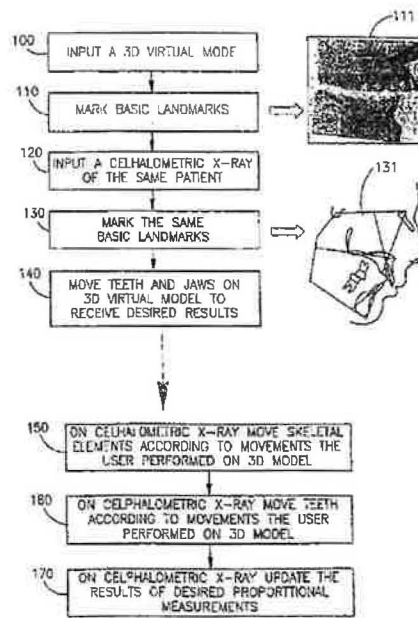 100
INPUT A 3D VIRTUAL MODE
111
110
MARK BASIC LANDMARKS
120
INPUT A CELHALOMETRIC X-RAY
OF THE SAME PATIENT
130
MARK THE SAME
BASIC LANDMARKS
131
140
MOVE TEETH AND JAWS ON
3D VIRTUAL MODEL TO
RECEIVE DESIRED RESULTS
150
ON CELHALOMETRIC X-RAY MOVE SKELETAL
ELEMENTS ACCORDING TO MOVEMENTS THE
USER PERFORMED ON 3D MODEL
180
ON CELPHALOMETRIC X-RAY MOVE TEETH
ACCORDING TO MOVEMENTS THE USER
PERFORMED ON 3D MODEL
170
ON CELPHALOMETRIC X-RAY UPDATE THE
RESULTS OF DESIRED PROPORTIONAL
MEASUREMENTS